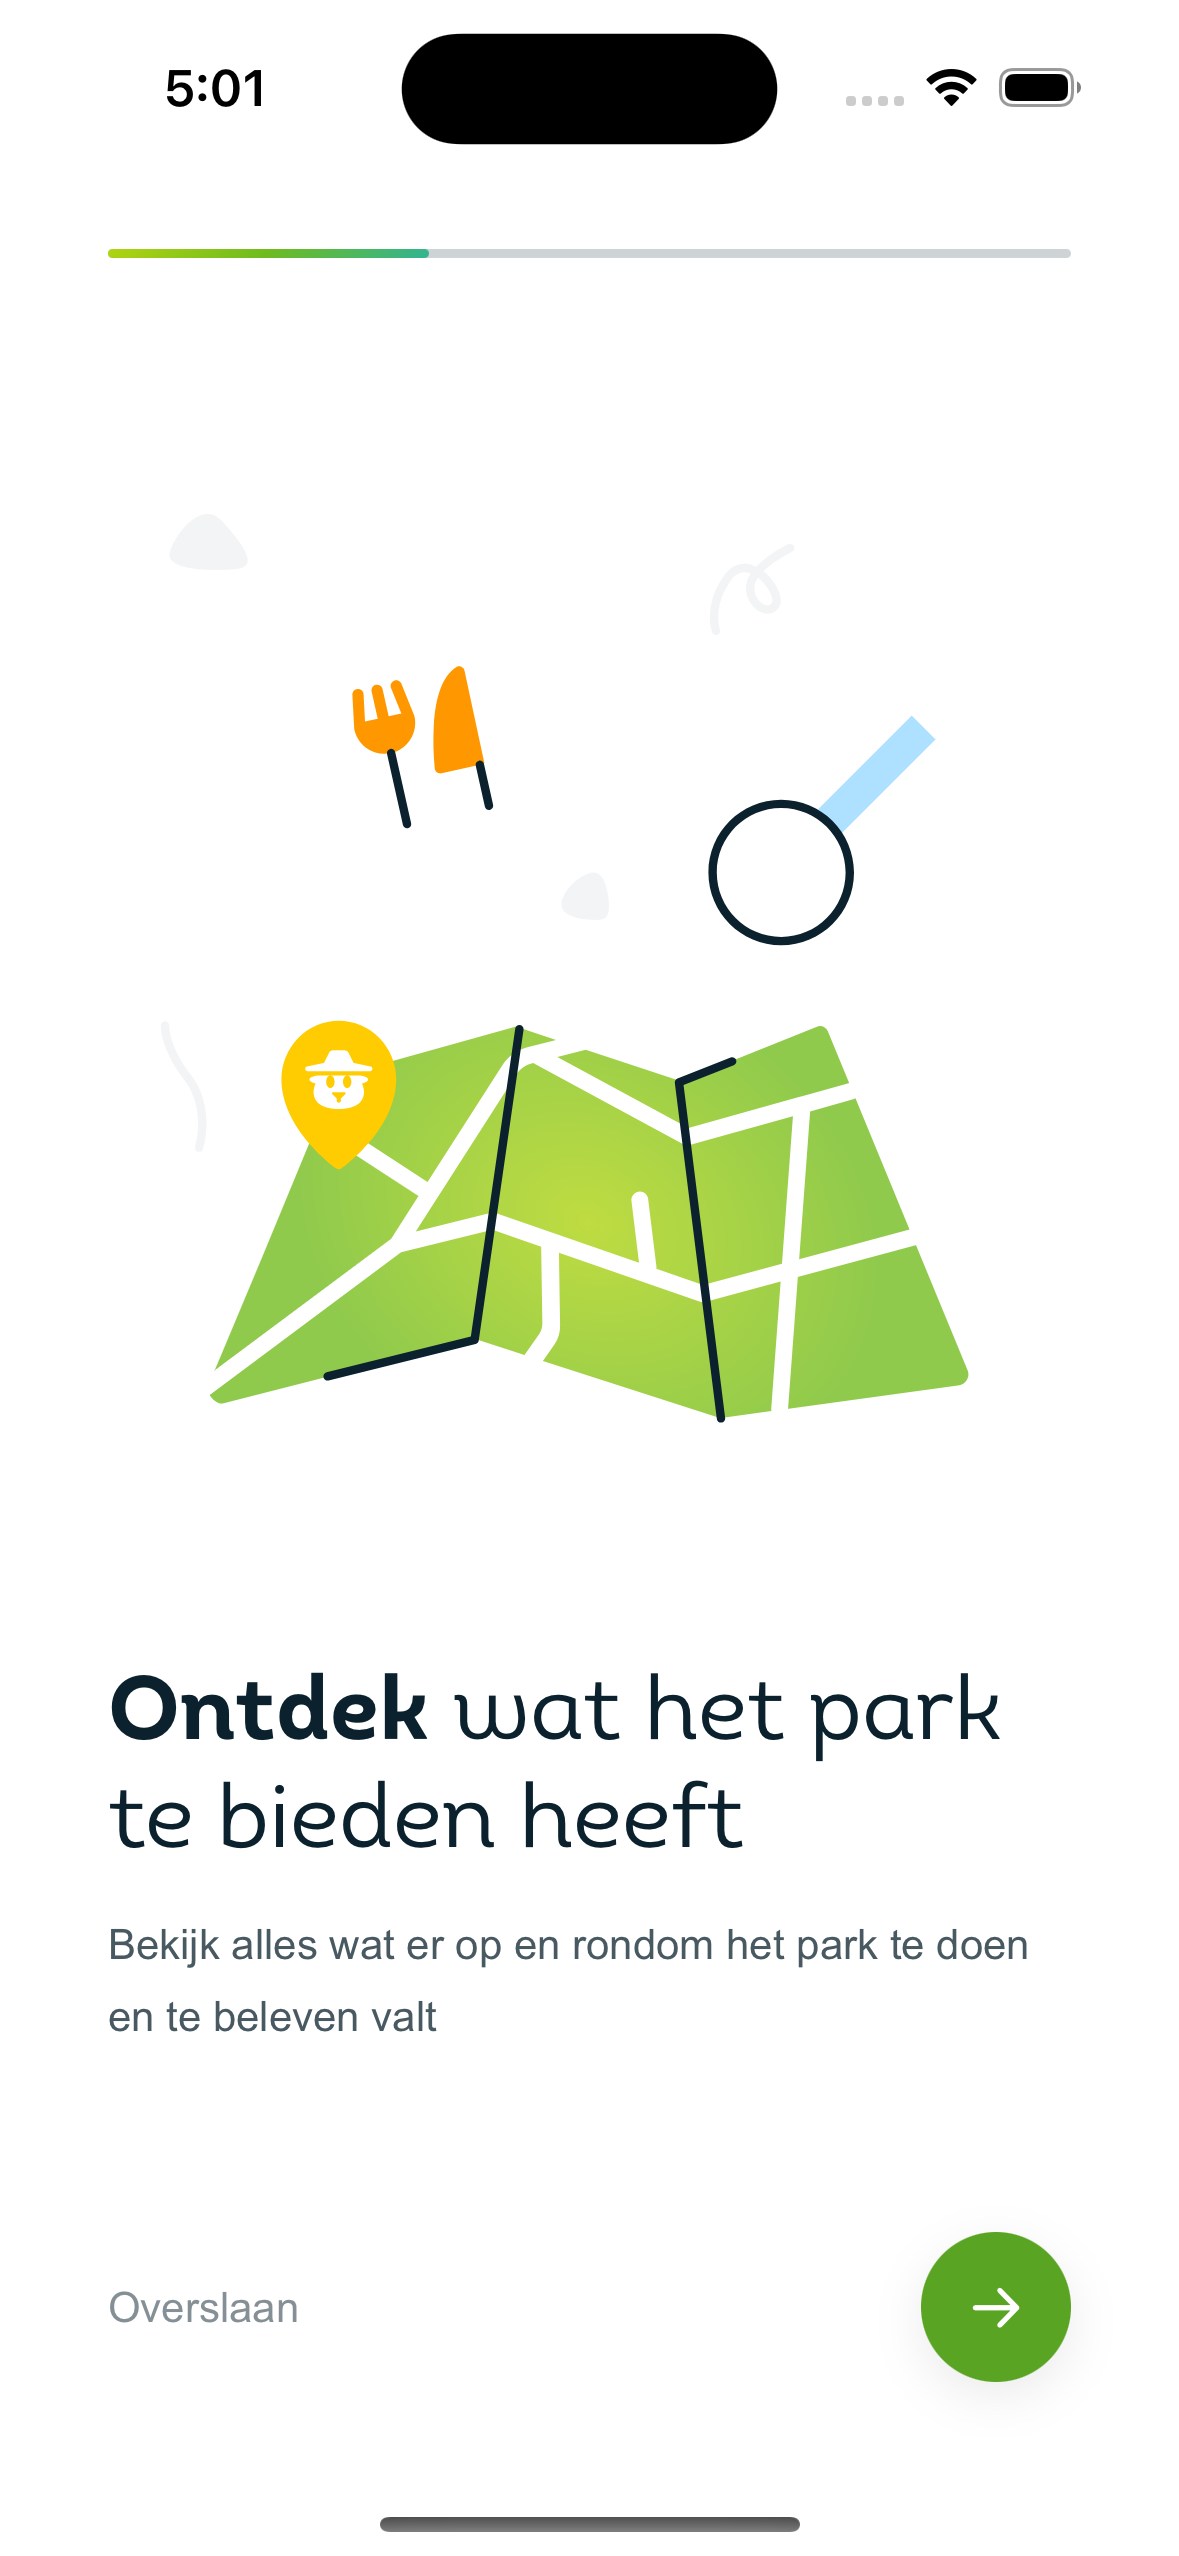 5:01
Ontdek wat het park
te bieden heeft
Bekijk alles wat er op en rondom het park te doen
en te beleven valt
Overslaan